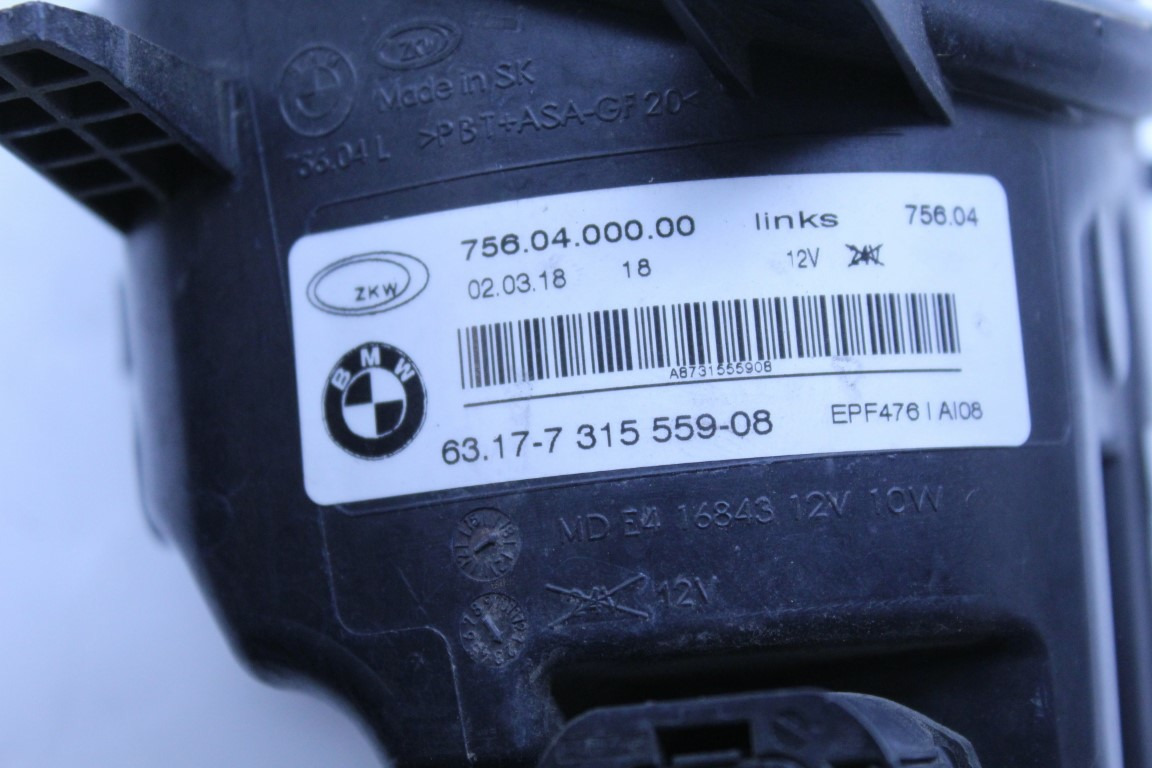 ZKW
Made in SK
>PBT+ASA-GF20<
756.04 L
756.04.000.00 links 756.04
02.03.18 18 12V 24V
ZKW
BMW
A8731555908
63.17-7 315 559-08 EPF476 I AI08
MD E4 16843 12V 10W
24V 12V